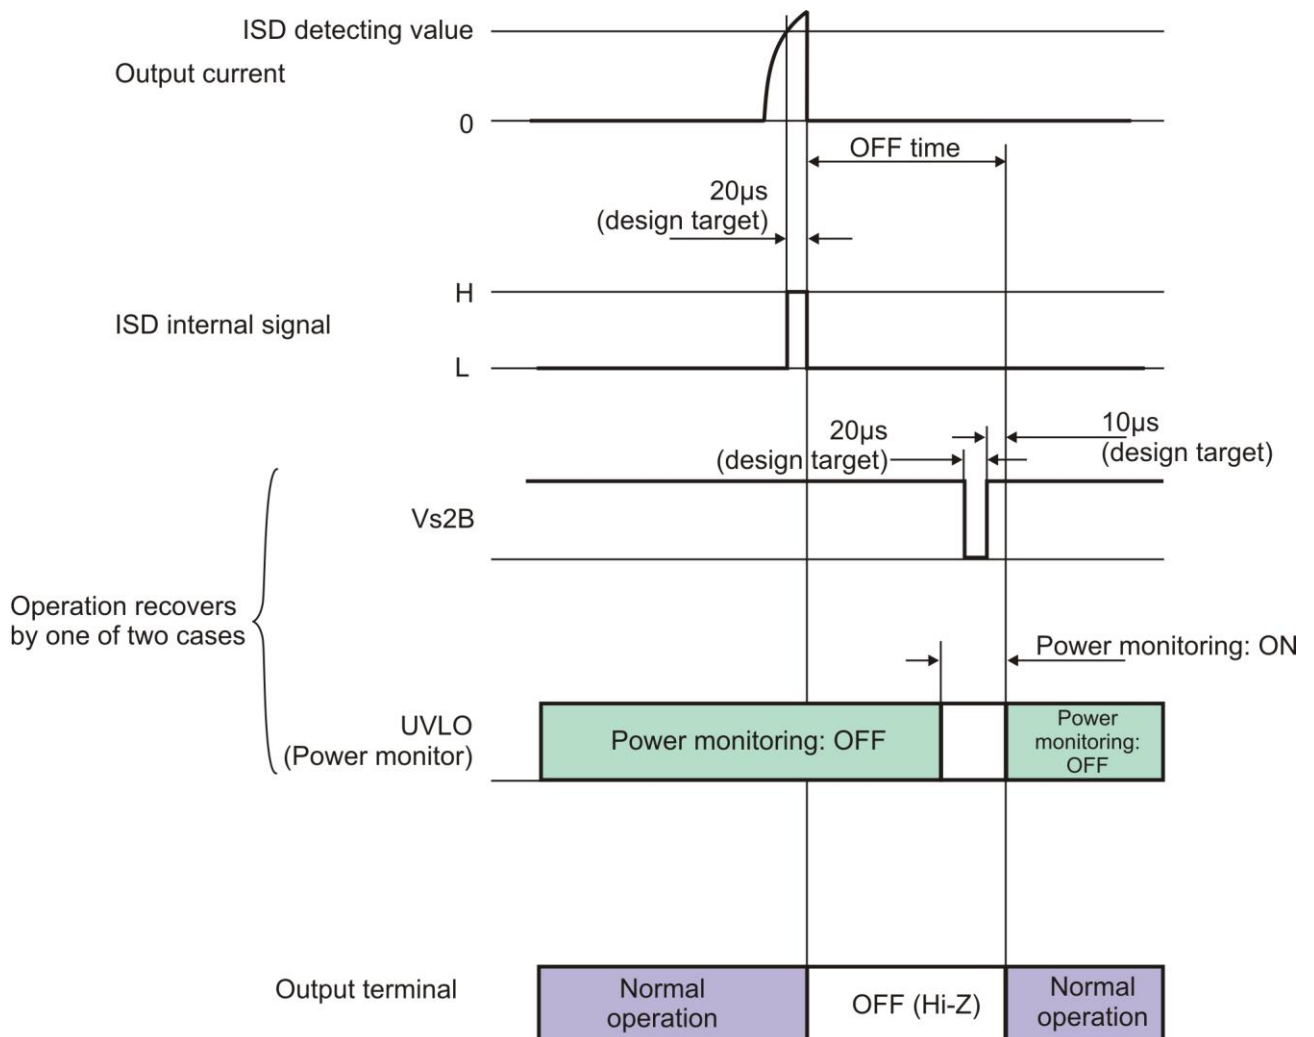 ISD detecting value
Output current
0
OFF time
20µs
(design target)
H
ISD internal signal
L
20µs
(design target)
10µs
(design target)
Vs2B
Operation recovers
by one of two cases
Power monitoring: ON
UVLO
(Power monitor)
Power monitoring: OFF
Power
monitoring:
OFF
Output terminal
Normal
operation
OFF (Hi-Z)
Normal
operation